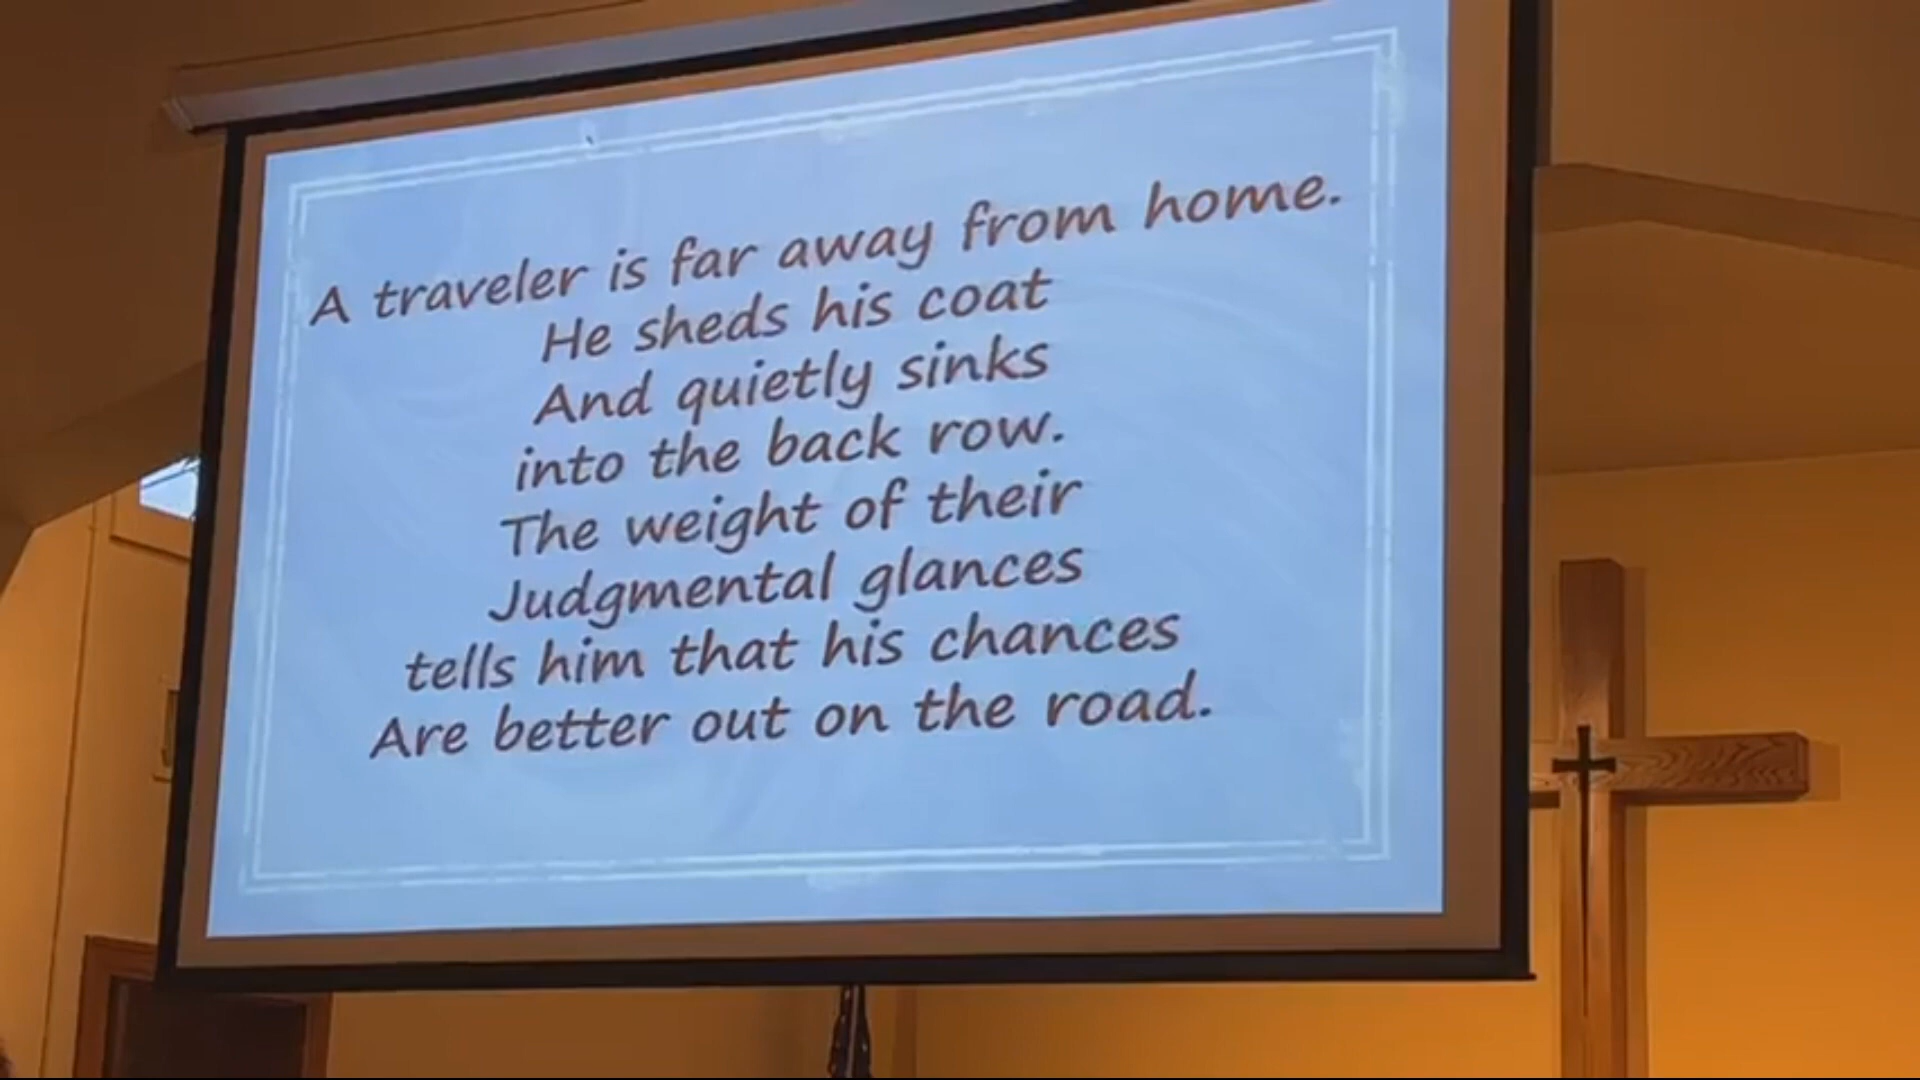 A traveler is far away from home.
He sheds his coat
And quietly sinks
into the back row.
The weight of their
Judgmental glances
tells him that his chances
Are better out on the road.